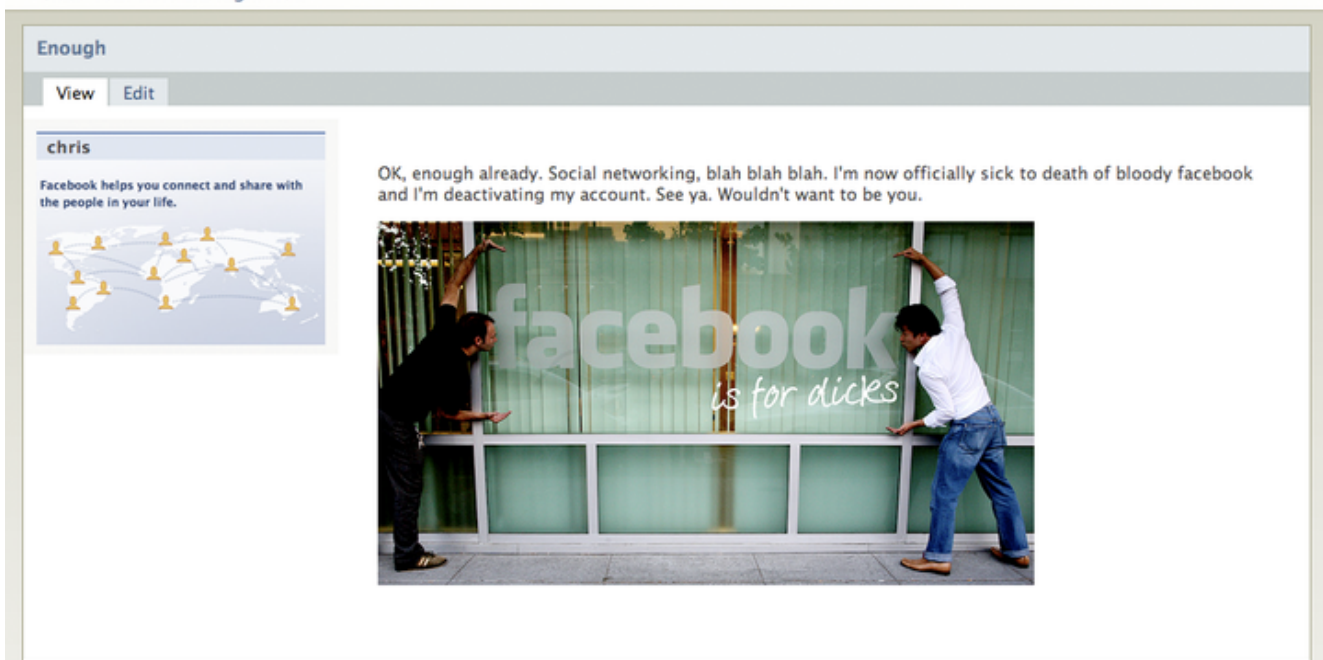 Enough
View Edit
chris
Facebook helps you connect and share with
the people in your life.
OK, enough already. Social networking, blah blah blah. I'm now officially sick to death of bloody facebook
and I'm deactivating my account. See ya. Wouldn't want to be you.
facebook
is for dicks